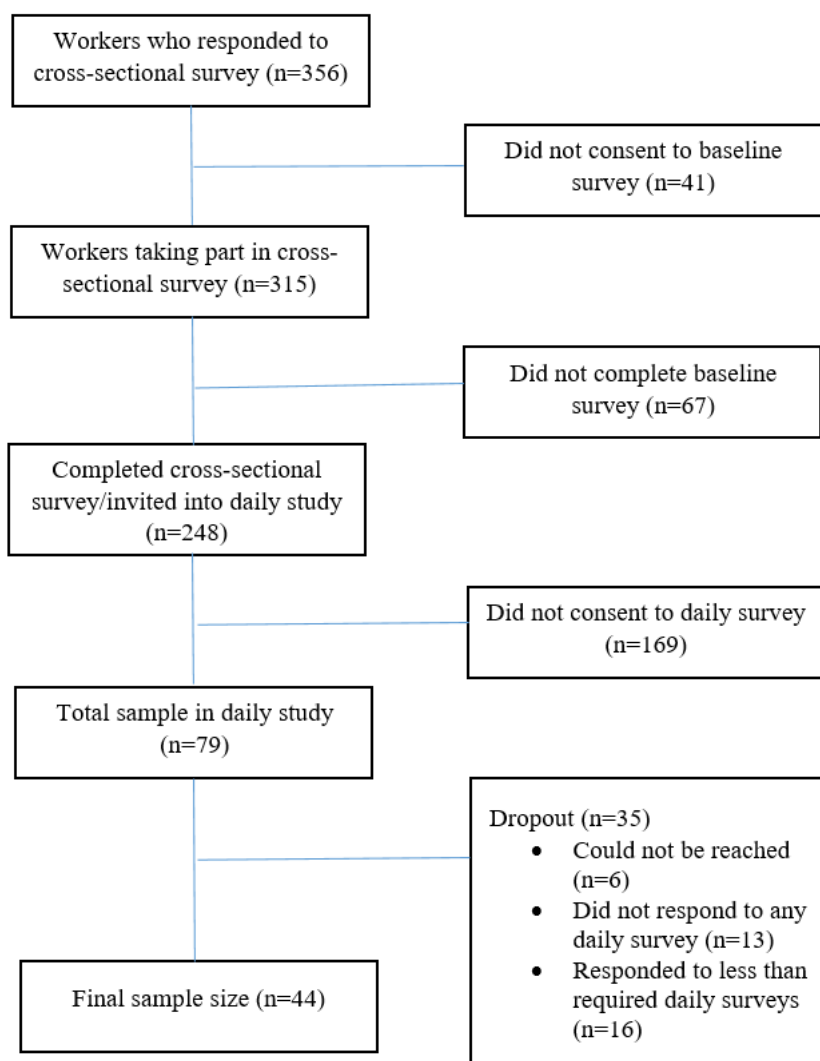 Workers who responded to
cross-sectional survey (n=356)
Did not consent to baseline
survey (n=41)
Workers taking part in cross-
sectional survey (n=315)
Did not complete baseline
survey (n=67)
Completed cross-sectional
survey/invited into daily study
(n=248)
Did not consent to daily survey
(n=169)
Total sample in daily study
(n=79)
Dropout (n=35)
• Could not be reached
(n=6)
• Did not respond to any
daily survey (n=13)
• Responded to less than
required daily surveys
(n=16)
Final sample size (n=44)